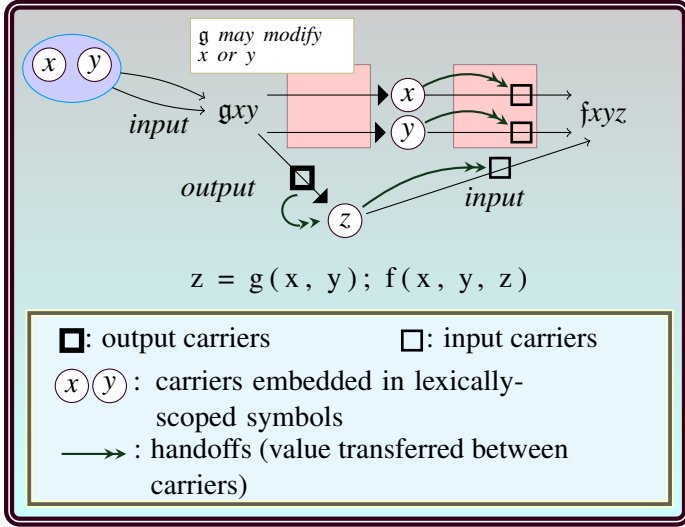 𝔤 may modify
x or y
x y
x
input
𝔤xy
y
𝔣xyz
output
input
z
z = g(x, y); f(x, y, z)
: output carriers
: input carriers
x y : carriers embedded in lexically-
scoped symbols
: handoffs (value transferred between
carriers)